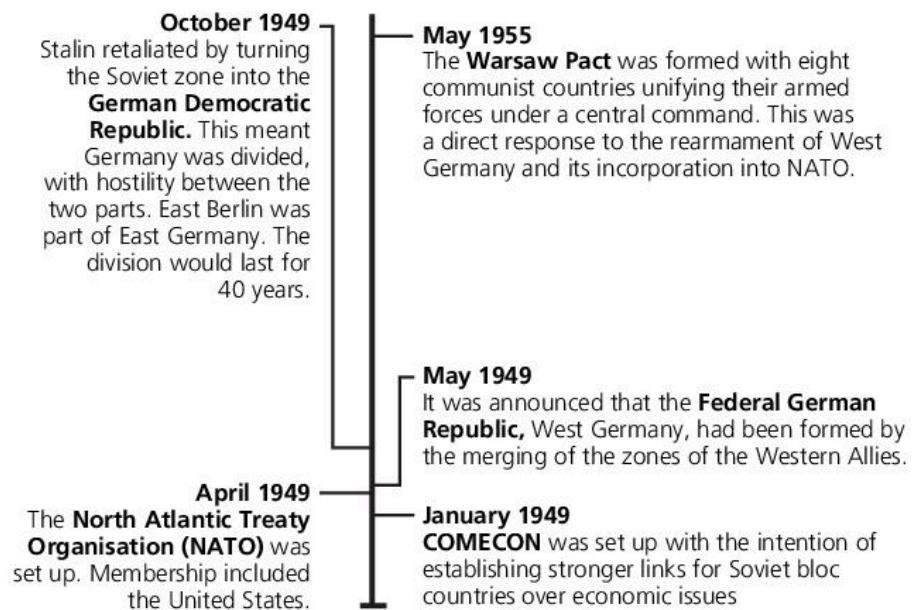 October 1949
Stalin retaliated by turning
the Soviet zone into the
German Democratic
Republic. This meant
Germany was divided,
with hostility between the
two parts. East Berlin was
part of East Germany. The
division would last for
40 years.
May 1955
The Warsaw Pact was formed with eight
communist countries unifying their armed
forces under a central command. This was
a direct response to the rearmament of West
Germany and its incorporation into NATO.
May 1949
It was announced that the Federal German
Republic, West Germany, had been formed by
the merging of the zones of the Western Allies.
April 1949
The North Atlantic Treaty
Organisation (NATO) was
set up. Membership included
the United States.
January 1949
COMECON was set up with the intention of
establishing stronger links for Soviet bloc
countries over economic issues